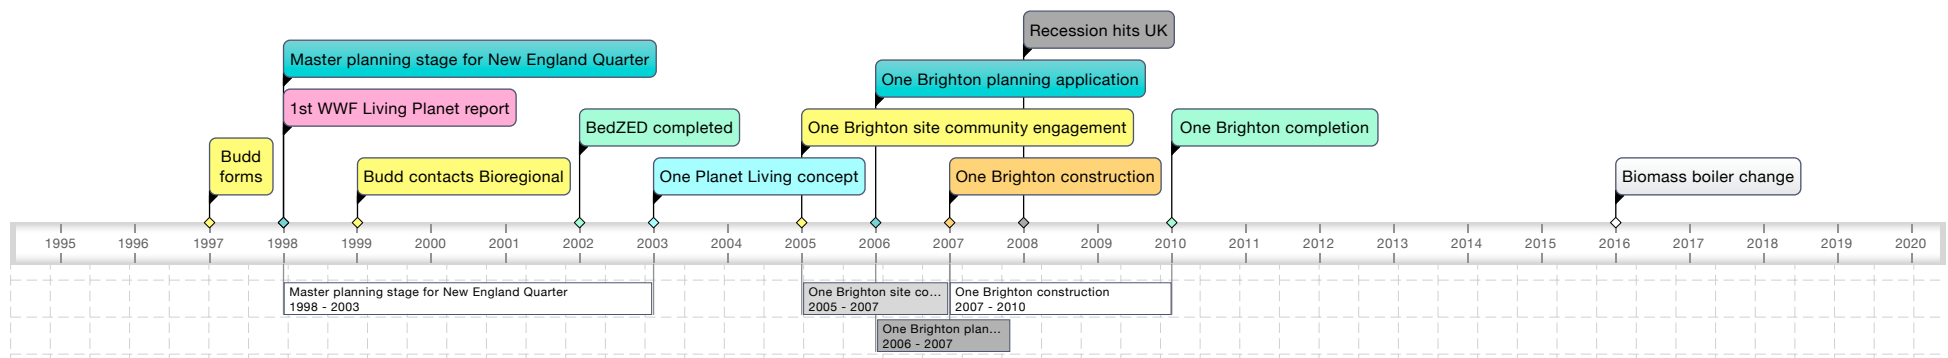 Recession hits UK
Master planning stage for New England Quarter
One Brighton planning application
1st WWF Living Planet report
BedZED completed
One Brighton site community engagement
One Brighton completion
Budd
forms
Budd contacts Bioregional
One Planet Living concept
One Brighton construction
Biomass boiler change
1995 1996 1997 1998 1999 2000 2001 2002 2003 2004 2005 2006 2007 2008 2009 2010 2011 2012 2013 2014 2015 2016 2017 2018 2019 2020
Master planning stage for New England Quarter
1998 - 2003
One Brighton site co...
2005 - 2007
One Brighton construction
2007 - 2010
One Brighton plan...
2006 - 2007